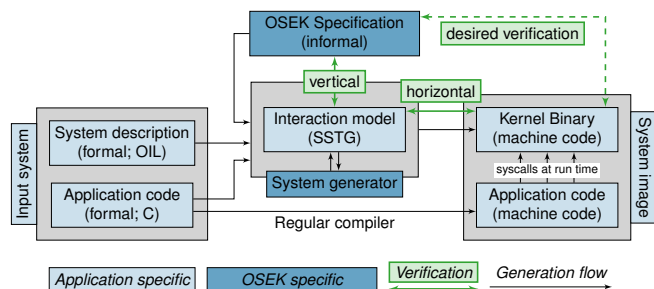 OSEK Specification
(informal)
desired verification
vertical
horizontal
Input system
System description
(formal; OIL)
Application code
(formal; C)
Interaction model
(SSTG)
System generator
Regular compiler
Kernel Binary
(machine code)
syscalls at run time
Application code
(machine code)
System image
Application specific
OSEK specific
Verification
Generation flow